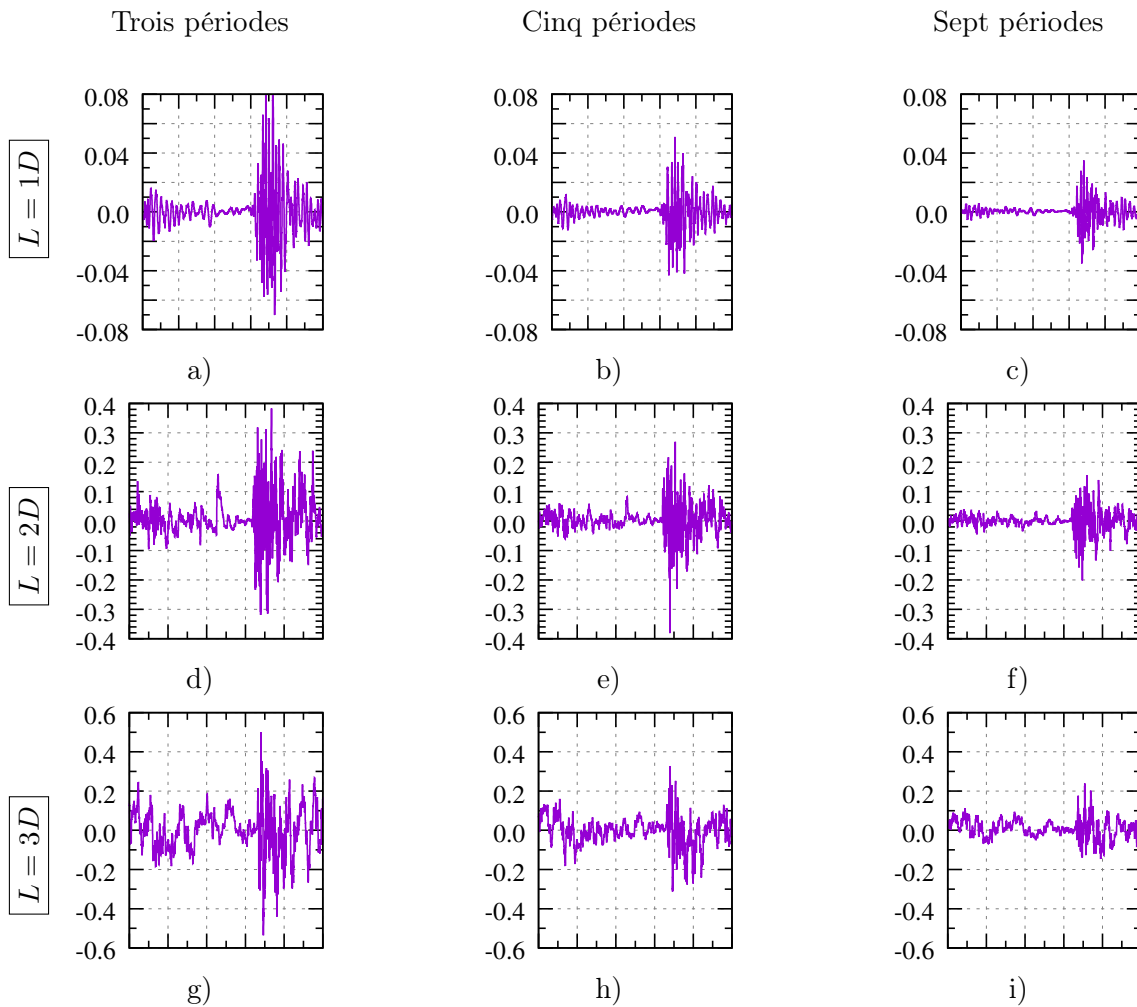 Trois périodes Cinq périodes Sept périodes
L = 1D
0.08 0.08 0.08
0.04 0.04 0.04
0.0 0.0 0.0
-0.04 -0.04 -0.04
-0.08 -0.08 -0.08
a) b) c)
L = 2D
0.4 0.4 0.4
0.3 0.3 0.3
0.2 0.2 0.2
0.1 0.1 0.1
0.0 0.0 0.0
-0.1 -0.1 -0.1
-0.2 -0.2 -0.2
-0.3 -0.3 -0.3
-0.4 -0.4 -0.4
d) e) f)
L = 3D
0.6 0.6 0.6
0.4 0.4 0.4
0.2 0.2 0.2
0.0 0.0 0.0
-0.2 -0.2 -0.2
-0.4 -0.4 -0.4
-0.6 -0.6 -0.6
g) h) i)